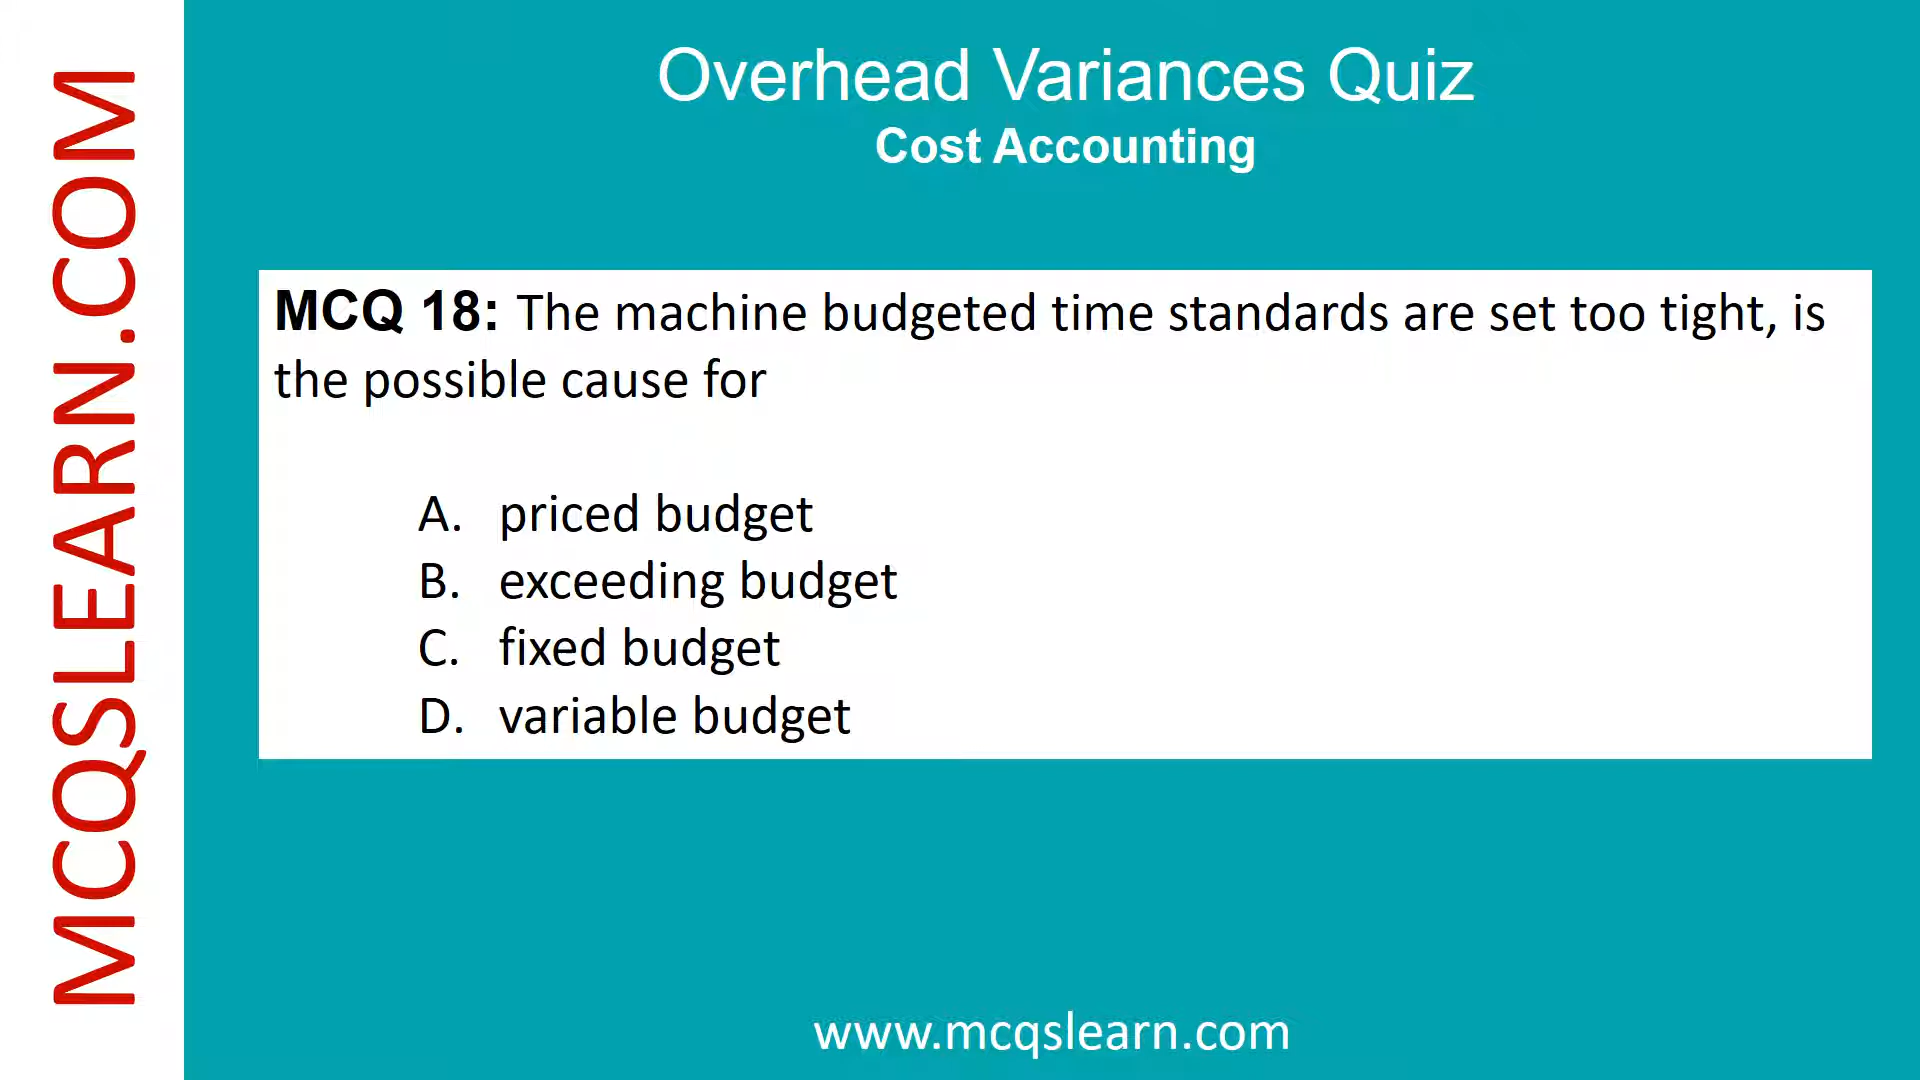 MCQSLEARN.COM
Overhead Variances Quiz
Cost Accounting
MCQ 18: The machine budgeted time standards are set too tight, is
the possible cause for
A. priced budget
B. exceeding budget
C. fixed budget
D. variable budget
www.mcqslearn.com